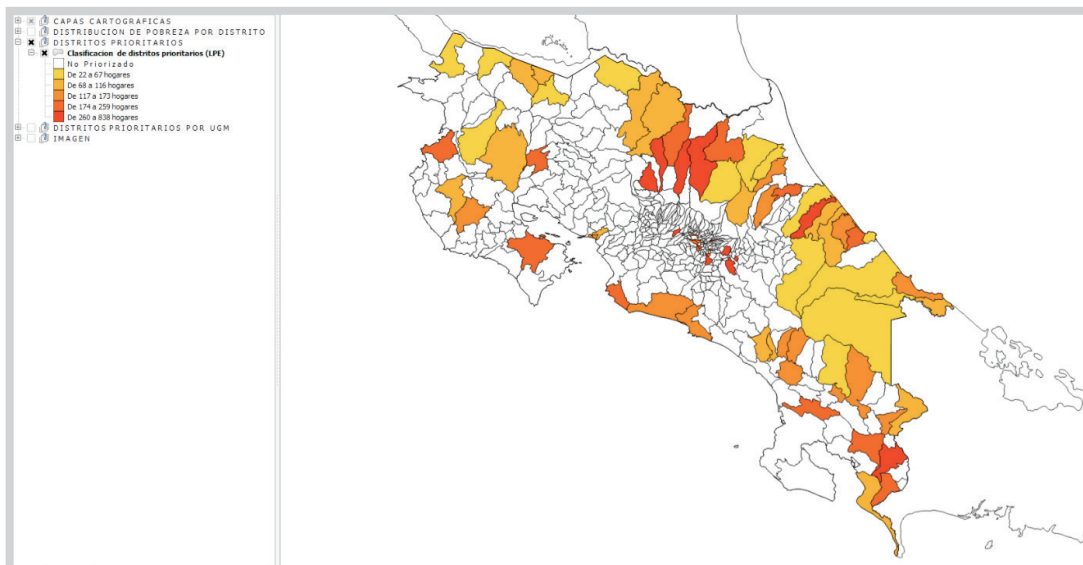 CAPAS CARTOGRAFICAS
DISTRIBUCION DE POBREZA POR DISTRITO
DISTRITOS PRIORITARIOS
Clasificacion de distritos prioritarios (LPE)
No Priorizado
De 22 a 67 hogares
De 68 a 116 hogares
De 117 a 173 hogares
De 174 a 259 hogares
De 260 a 838 hogares
DISTRITOS PRIORITARIOS POR UGM
IMAGEN